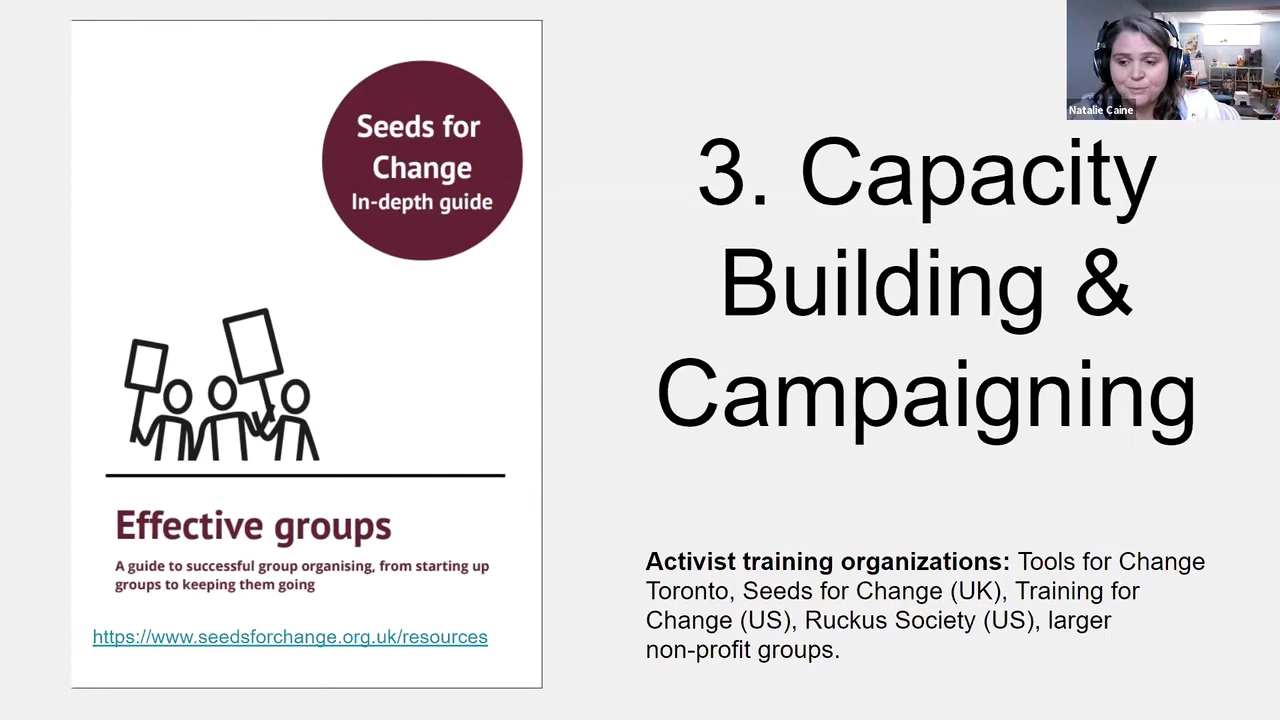 Seeds for
Change
In-depth guide
Effective groups
A guide to successful group organising, from starting up
groups to keeping them going
https://www.seedsforchange.org.uk/resources
Natalie Caine
3. Capacity
Building &
Campaigning
Activist training organizations: Tools for Change
Toronto, Seeds for Change (UK), Training for
Change (US), Ruckus Society (US), larger
non-profit groups.